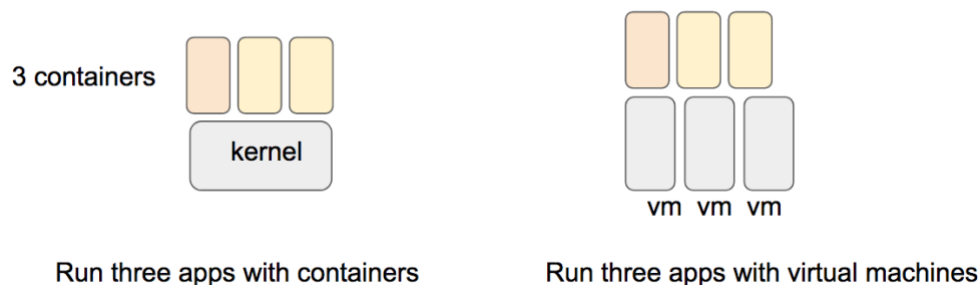 3 containers
kernel
vm vm vm
Run three apps with containers
Run three apps with virtual machines